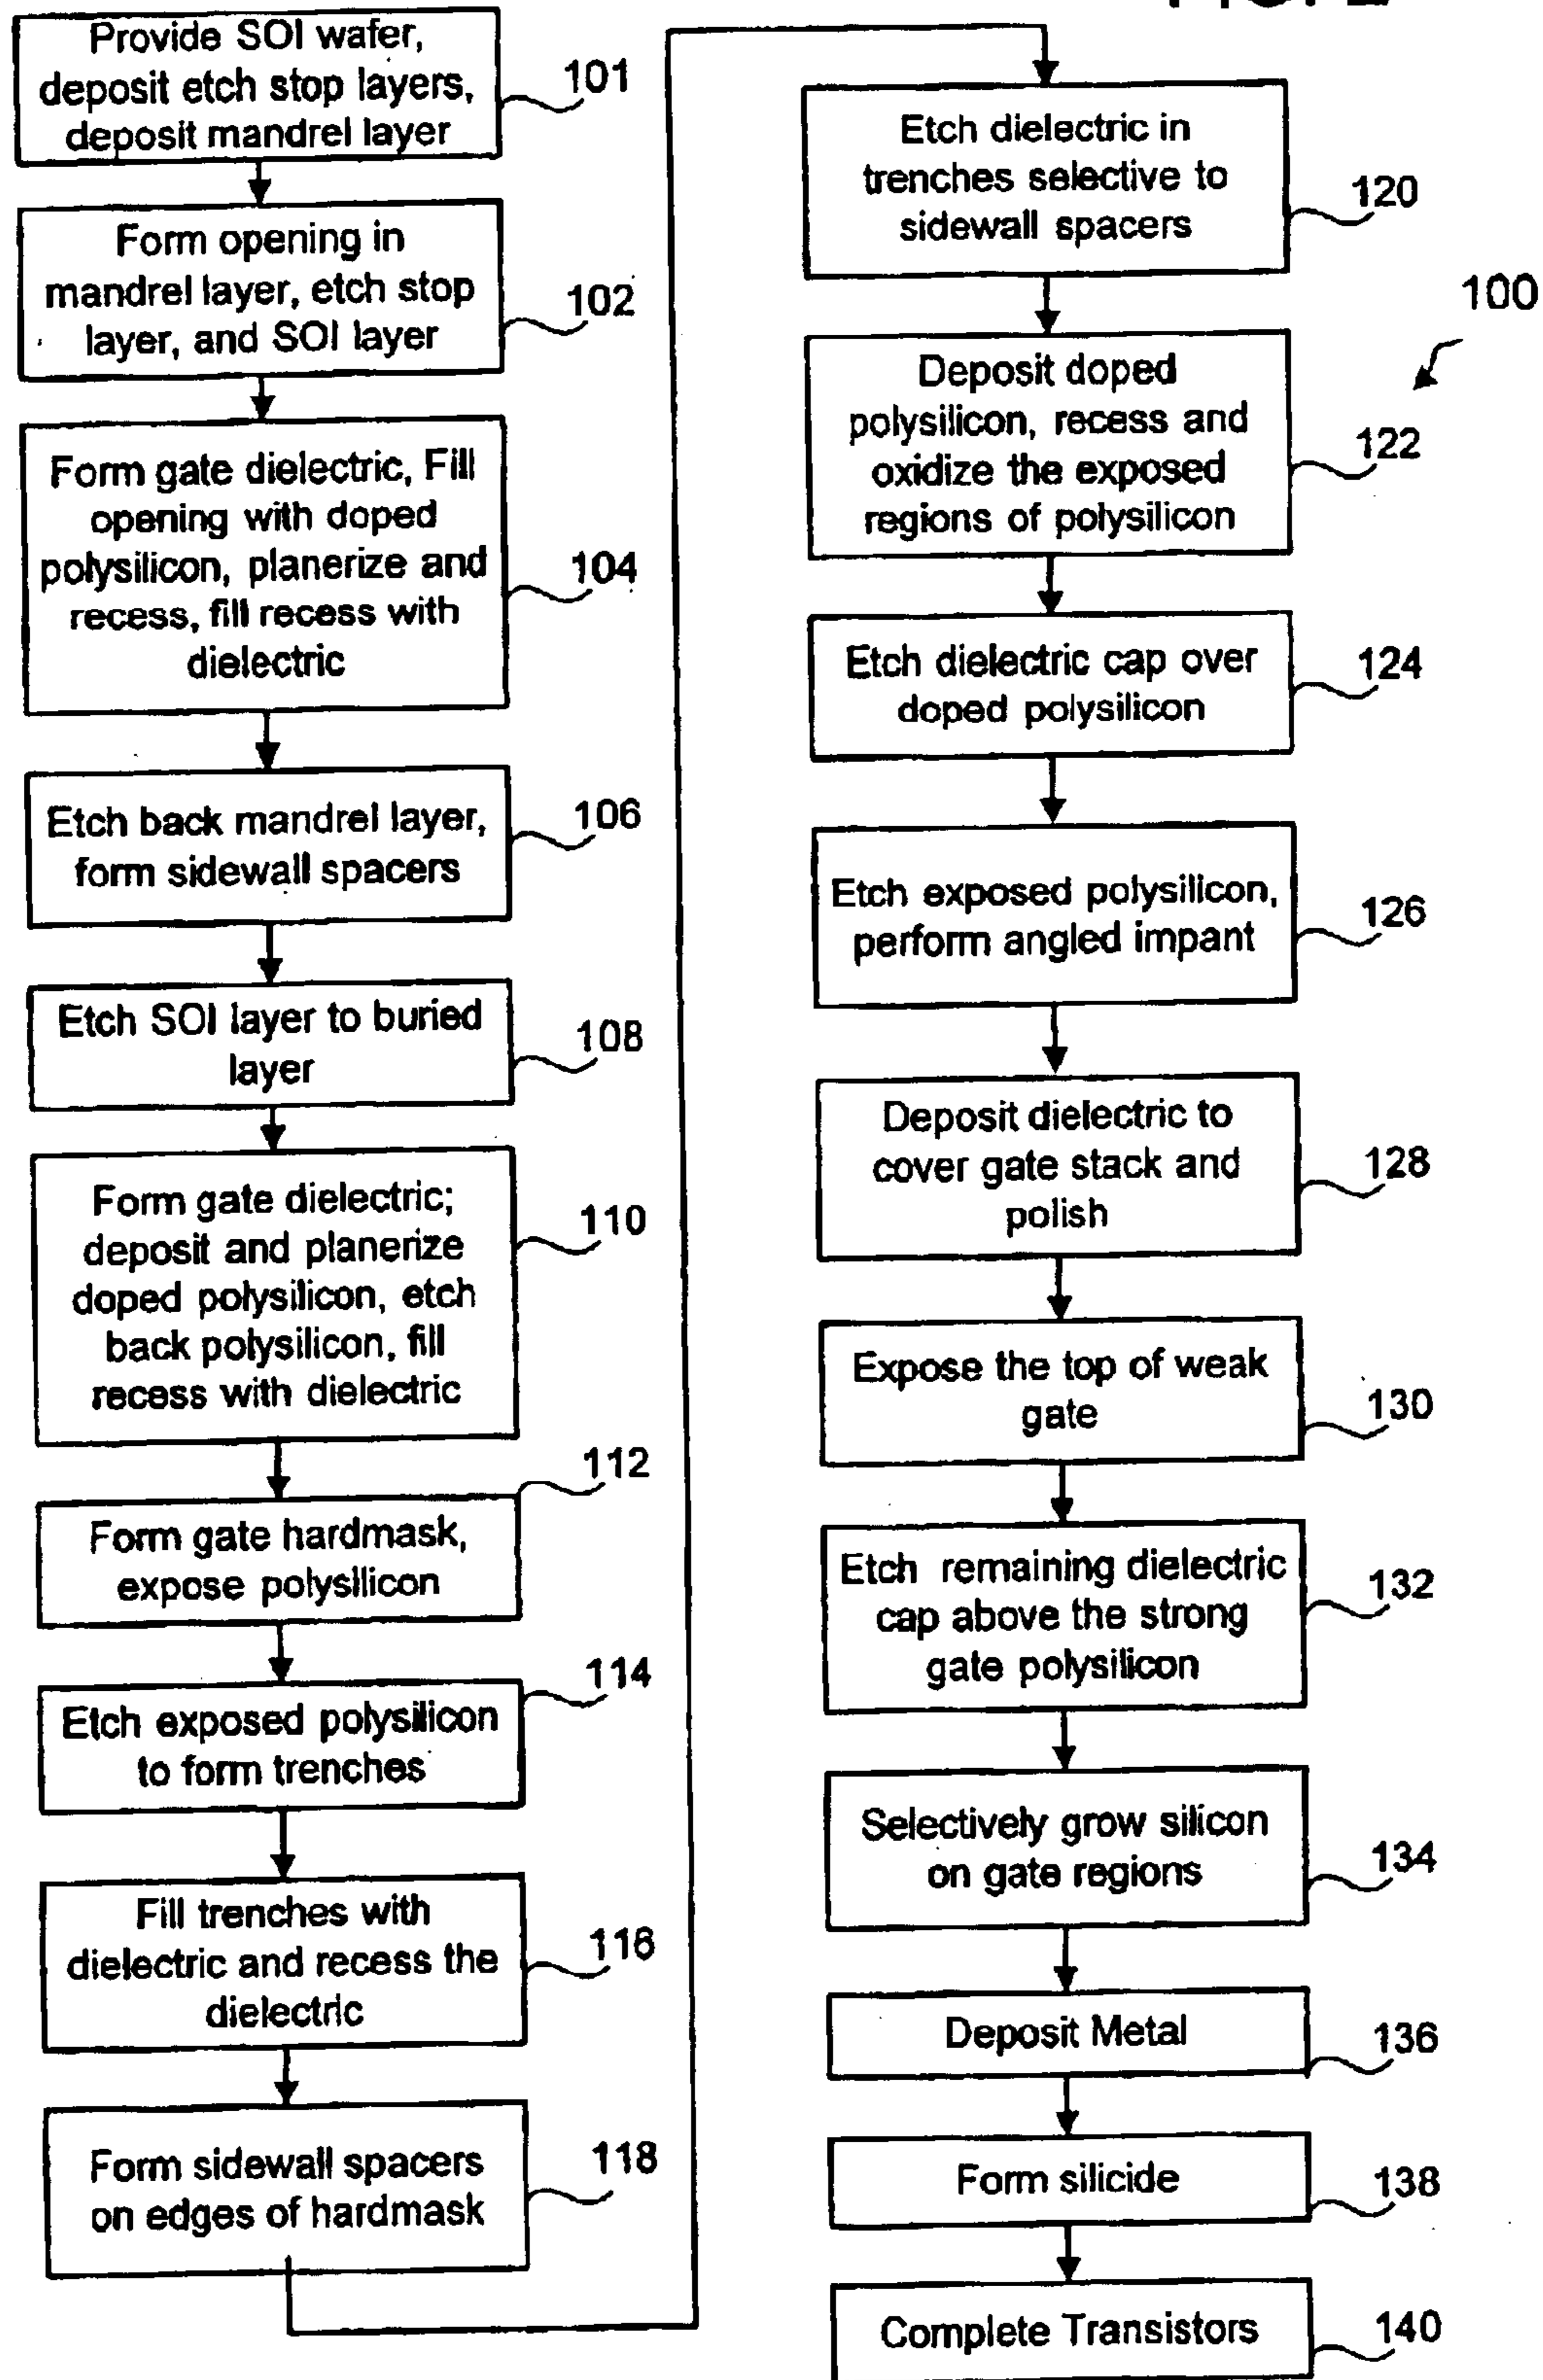 Provide SOI wafer,
deposit etch stop layers,
deposit mandrel layer
101
Form opening in
mandrel layer, etch stop
layer, and SOI layer
102
Form gate dielectric, Fill
opening with doped
polysilicon, planerize and
recess, fill recess with
dielectric
104
Etch back mandrel layer,
form sidewall spacers
106
Etch SOI layer to buried
layer
108
Form gate dielectric;
deposit and planerize
doped polysilicon, etch
back polysilicon, fill
recess with dielectric
110
Form gate hardmask,
expose polysilicon
112
Etch exposed polysilicon
to form trenches
114
Fill trenches with
dielectric and recess the
dielectric
116
Form sidewall spacers
on edges of hardmask
118
Etch dielectric in
trenches selective to
sidewall spacers
120
100
Deposit doped
polysilicon, recess and
oxidize the exposed
regions of polysilicon
122
Etch dielectric cap over
doped polysilicon
124
Etch exposed polysilicon,
perform angled impant
126
Deposit dielectric to
cover gate stack and
polish
128
Expose the top of weak
gate
130
Etch remaining dielectric
cap above the strong
gate polysilicon
132
Selectively grow silicon
on gate regions
134
Deposit Metal
136
Form silicide
138
Complete Transistors
140